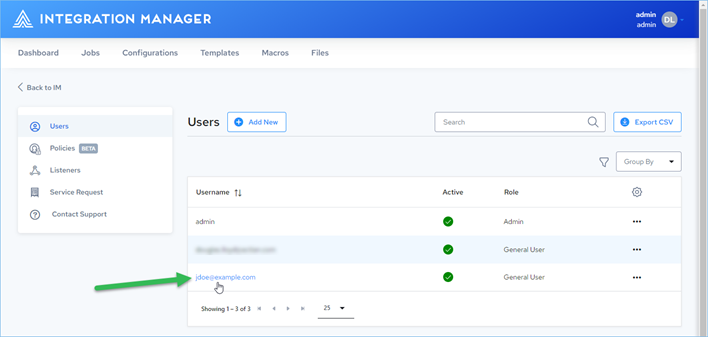 INTEGRATION MANAGER
admin
admin
DL
Dashboard Jobs Configurations Templates Macros Files
Back to IM
Users
Policies BETA
Listeners
Service Request
Contact Support
Users Add New Search Export CSV
Group By
Username Active Role
admin Admin
General User
jdoe@example.com General User
Showing 1 – 3 of 3 25